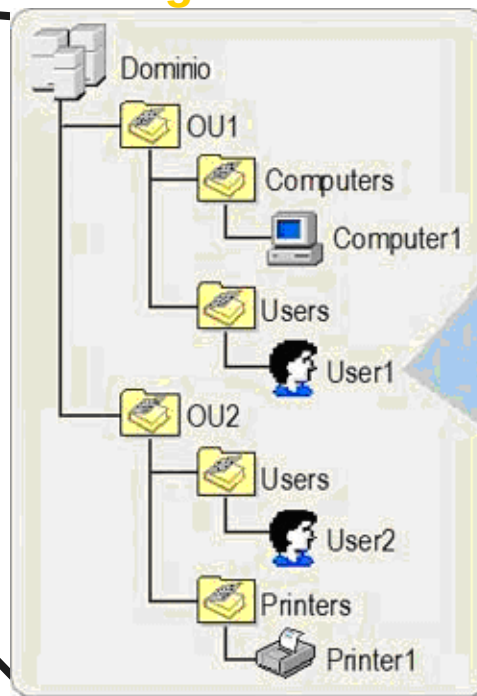 Dominio
OU1
Computers
Computer1
Users
User1
OU2
Users
User2
Printers
Printer1